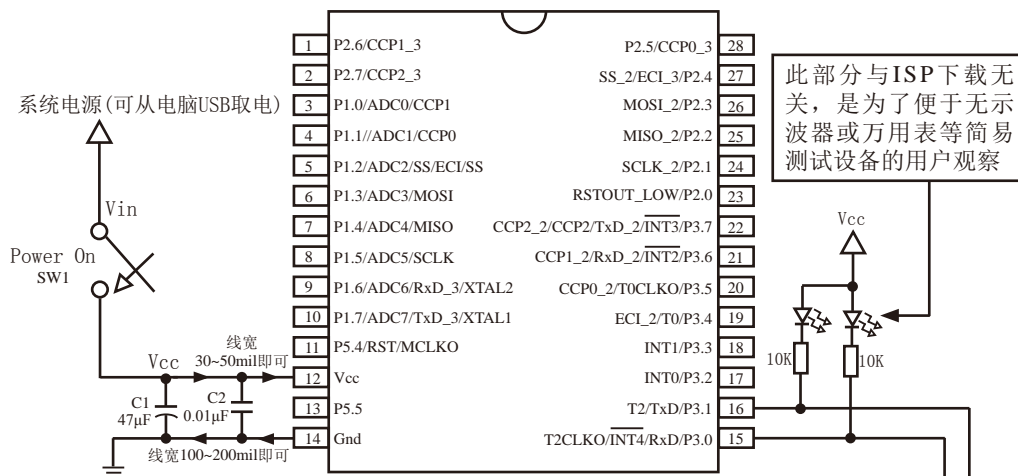 系统电源(可从电脑USB取电)
Vin
Power On
SW1
Vcc
线宽
30~50mil即可
C1
47μF
C2
0.01μF
线宽100~200mil即可
1 P2.6/CCP1_3
2 P2.7/CCP2_3
3 P1.0/ADC0/CCP1
4 P1.1//ADC1/CCP0
5 P1.2/ADC2/SS/ECI/SS
6 P1.3/ADC3/MOSI
7 P1.4/ADC4/MISO
8 P1.5/ADC5/SCLK
9 P1.6/ADC6/RxD_3/XTAL2
10 P1.7/ADC7/TxD_3/XTAL1
11 P5.4/RST/MCLKO
12 Vcc
13 P5.5
14 Gnd
P2.5/CCP0_3 28
SS_2/ECI_3/P2.4 27
MOSI_2/P2.3 26
MISO_2/P2.2 25
SCLK_2/P2.1 24
RSTOUT_LOW/P2.0 23
CCP2_2/CCP2/TxD_2/INT3/P3.7 22
CCP1_2/RxD_2/INT2/P3.6 21
CCP0_2/T0CLKO/P3.5 20
ECI_2/T0/P3.4 19
INT1/P3.3 18
INT0/P3.2 17
T2/TxD/P3.1 16
T2CLKO/INT4/RxD/P3.0 15
此部分与ISP下载无
关，是为了便于无示
波器或万用表等简易
测试设备的用户观察
Vcc
10K
10K